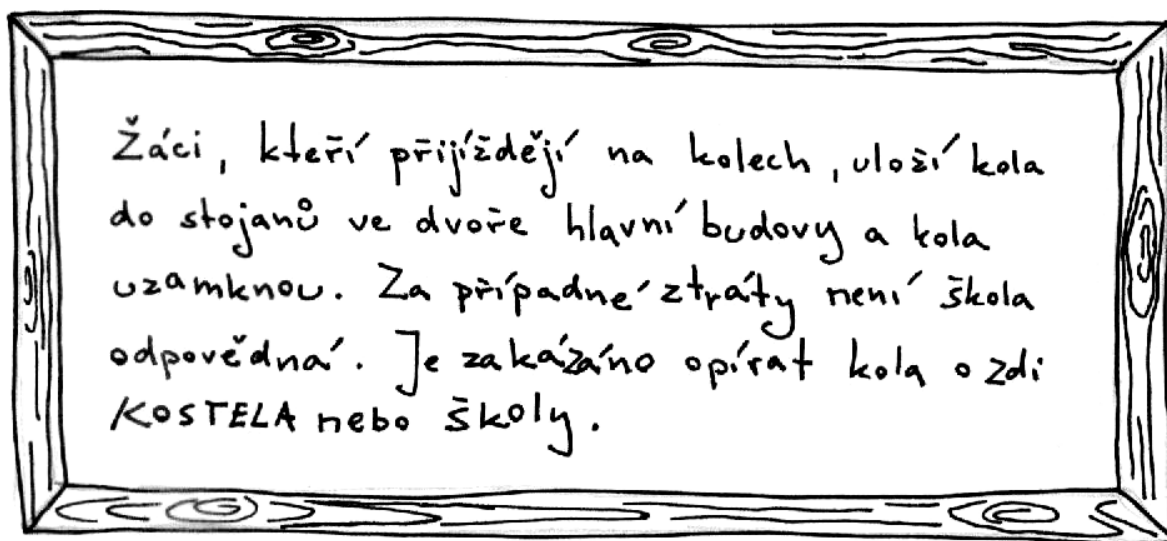 Žáci, kteří přijíždějí na kolech, uloží kola
do stojanů ve dvoře hlavní budovy a kola
uzamknou. Za případné ztráty není škola
odpovědná. Je zakázáno opírat kola o zdi
KOSTELA nebo školy.